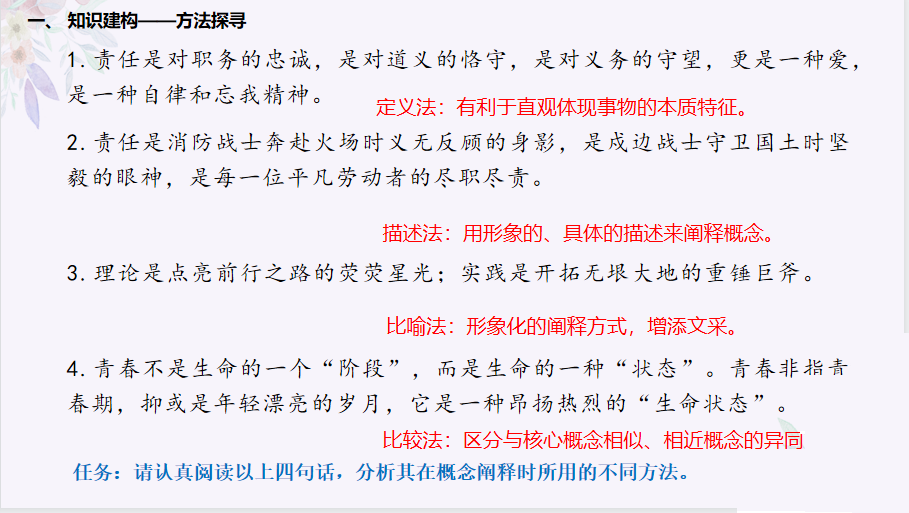 一、 知识建构——方法探寻
1. 责任是对职务的忠诚，是对道义的恪守，是对义务的守望，更是一种爱，
是一种自律和忘我精神。
定义法：有利于直观体现事物的本质特征。
2. 责任是消防战士奔赴火场时义无反顾的身影，是戍边战士守卫国土时坚
毅的眼神，是每一位平凡劳动者的尽职尽责。
描述法：用形象的、具体的描述来阐释概念。
3. 理论是点亮前行之路的荧荧星光；实践是开拓无垠大地的重锤巨斧。
比喻法：形象化的阐释方式，增添文采。
4. 青春不是生命的一个“阶段”，而是生命的一种“状态”。青春非指青
春期，抑或是年轻漂亮的岁月，它是一种昂扬热烈的“生命状态”。
比较法：区分与核心概念相似、相近概念的异同
任务：请认真阅读以上四句话，分析其在概念阐释时所用的不同方法。